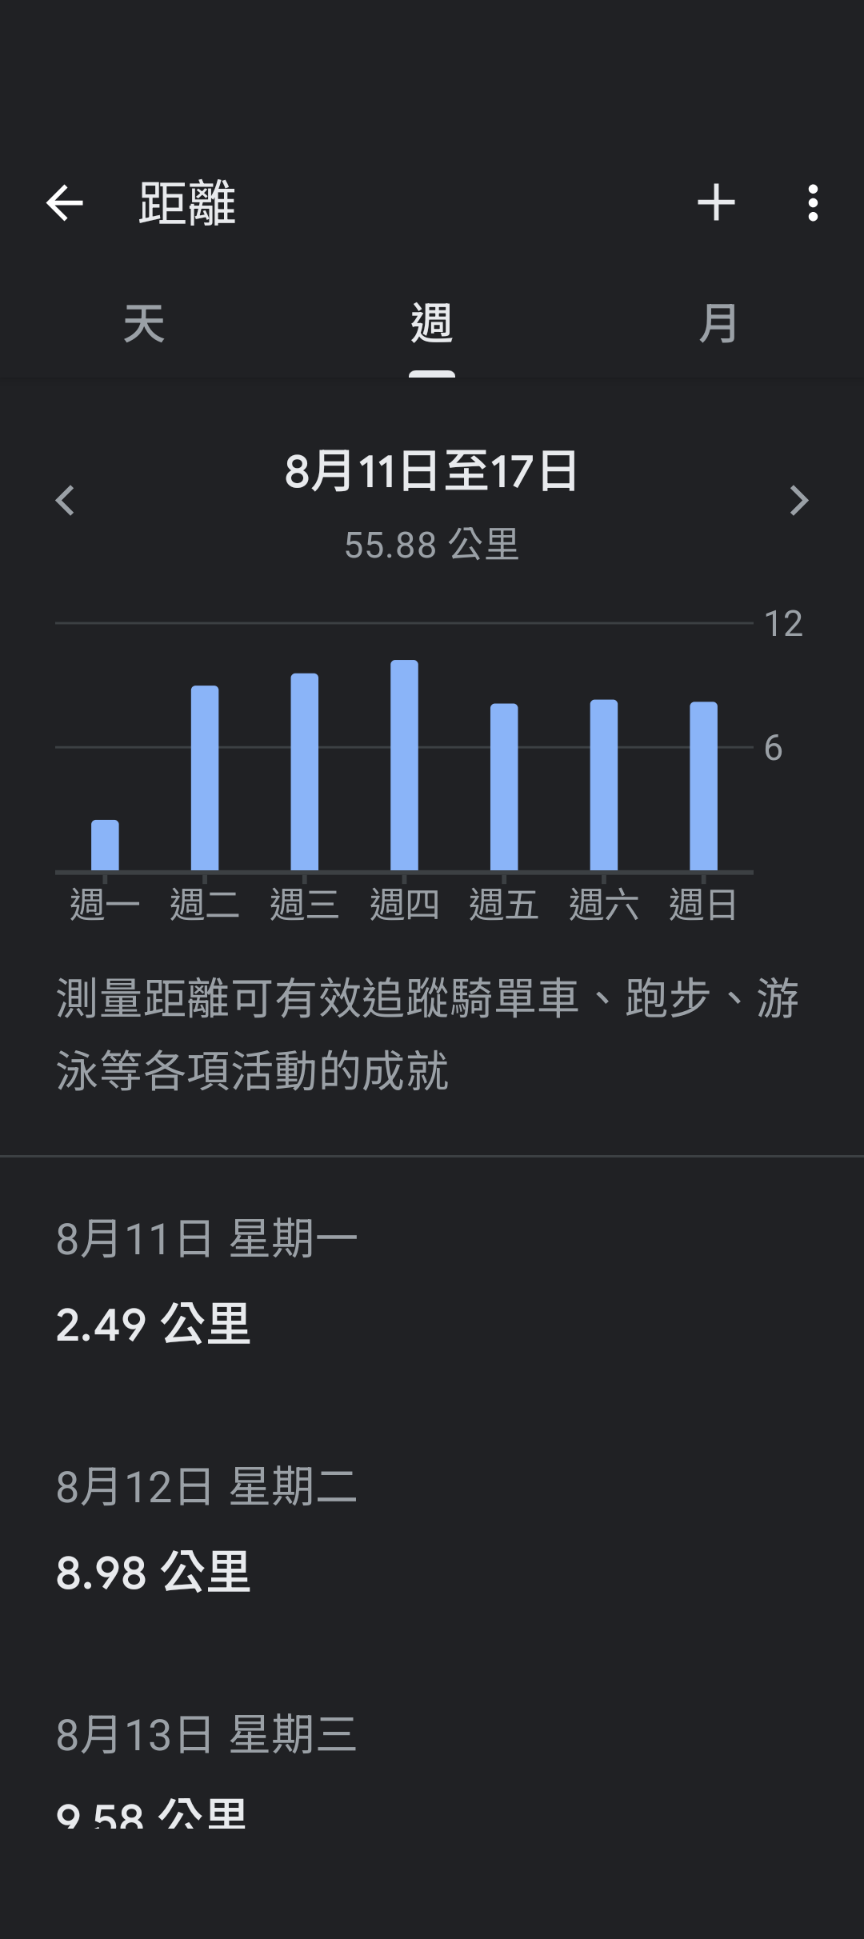 距離
天 週 月
8月11日至17日
55.88 公里
12
6
週一 週二 週三 週四 週五 週六 週日
測量距離可有效追蹤騎單車、跑步、游
泳等各項活動的成就
8月11日 星期一
2.49 公里
8月12日 星期二
8.98 公里
8月13日 星期三
9.58 公里